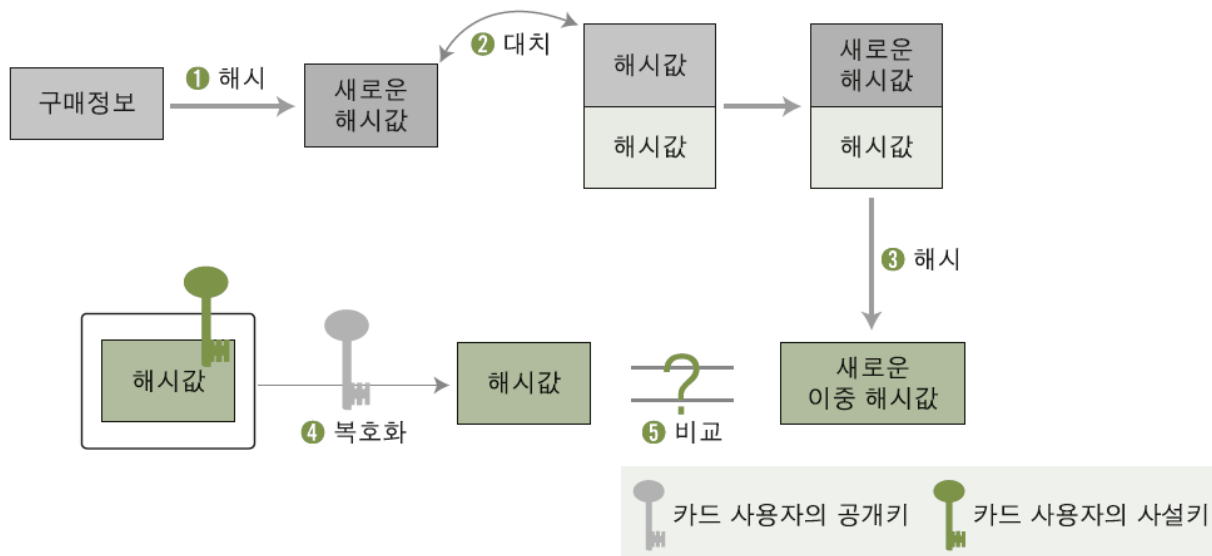 구매정보
❶ 해시
새로운
해시값
❷ 대치
해시값
해시값
새로운
해시값
해시값
❸ 해시
해시값
❹ 복호화
해시값
?
❺ 비교
새로운
이중 해시값
카드 사용자의 공개키
카드 사용자의 사설키